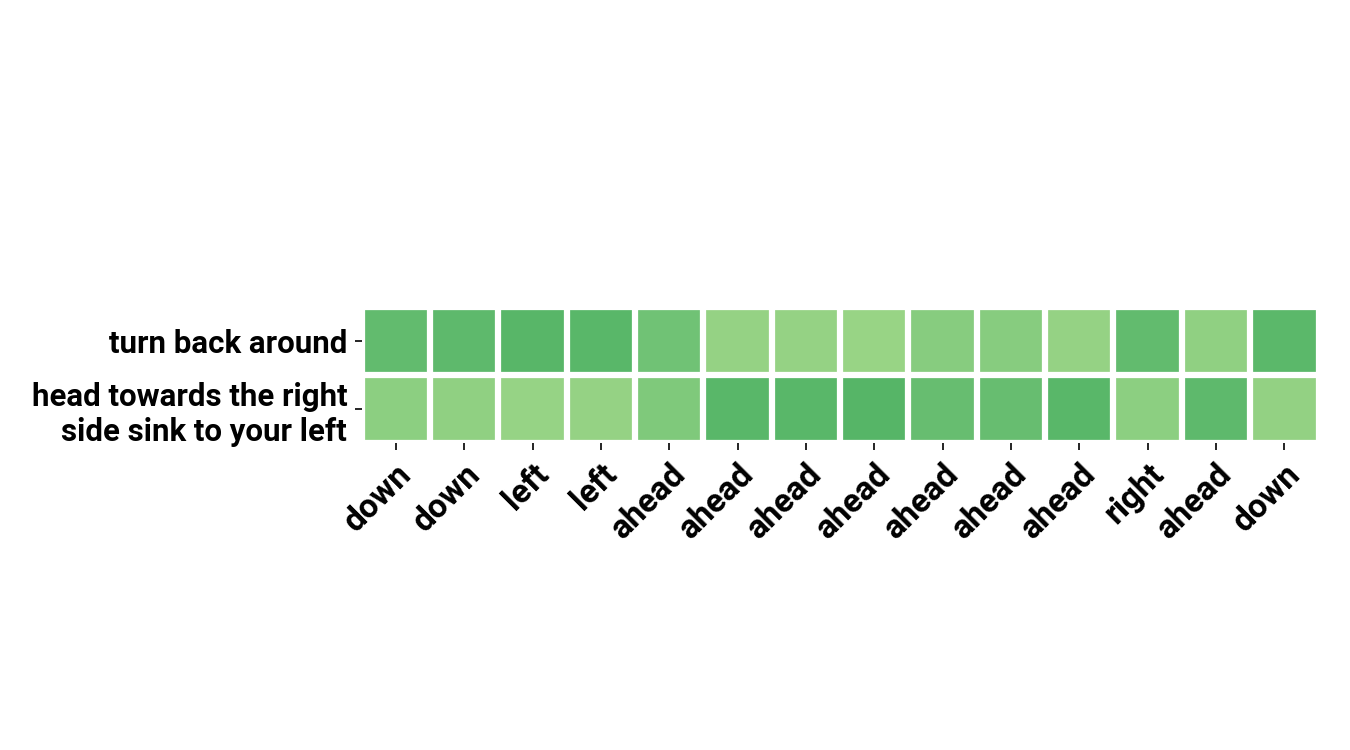 turn back around
head towards the right
side sink to your left
down
down
left
left
ahead
ahead
ahead
ahead
ahead
ahead
ahead
right
ahead
down